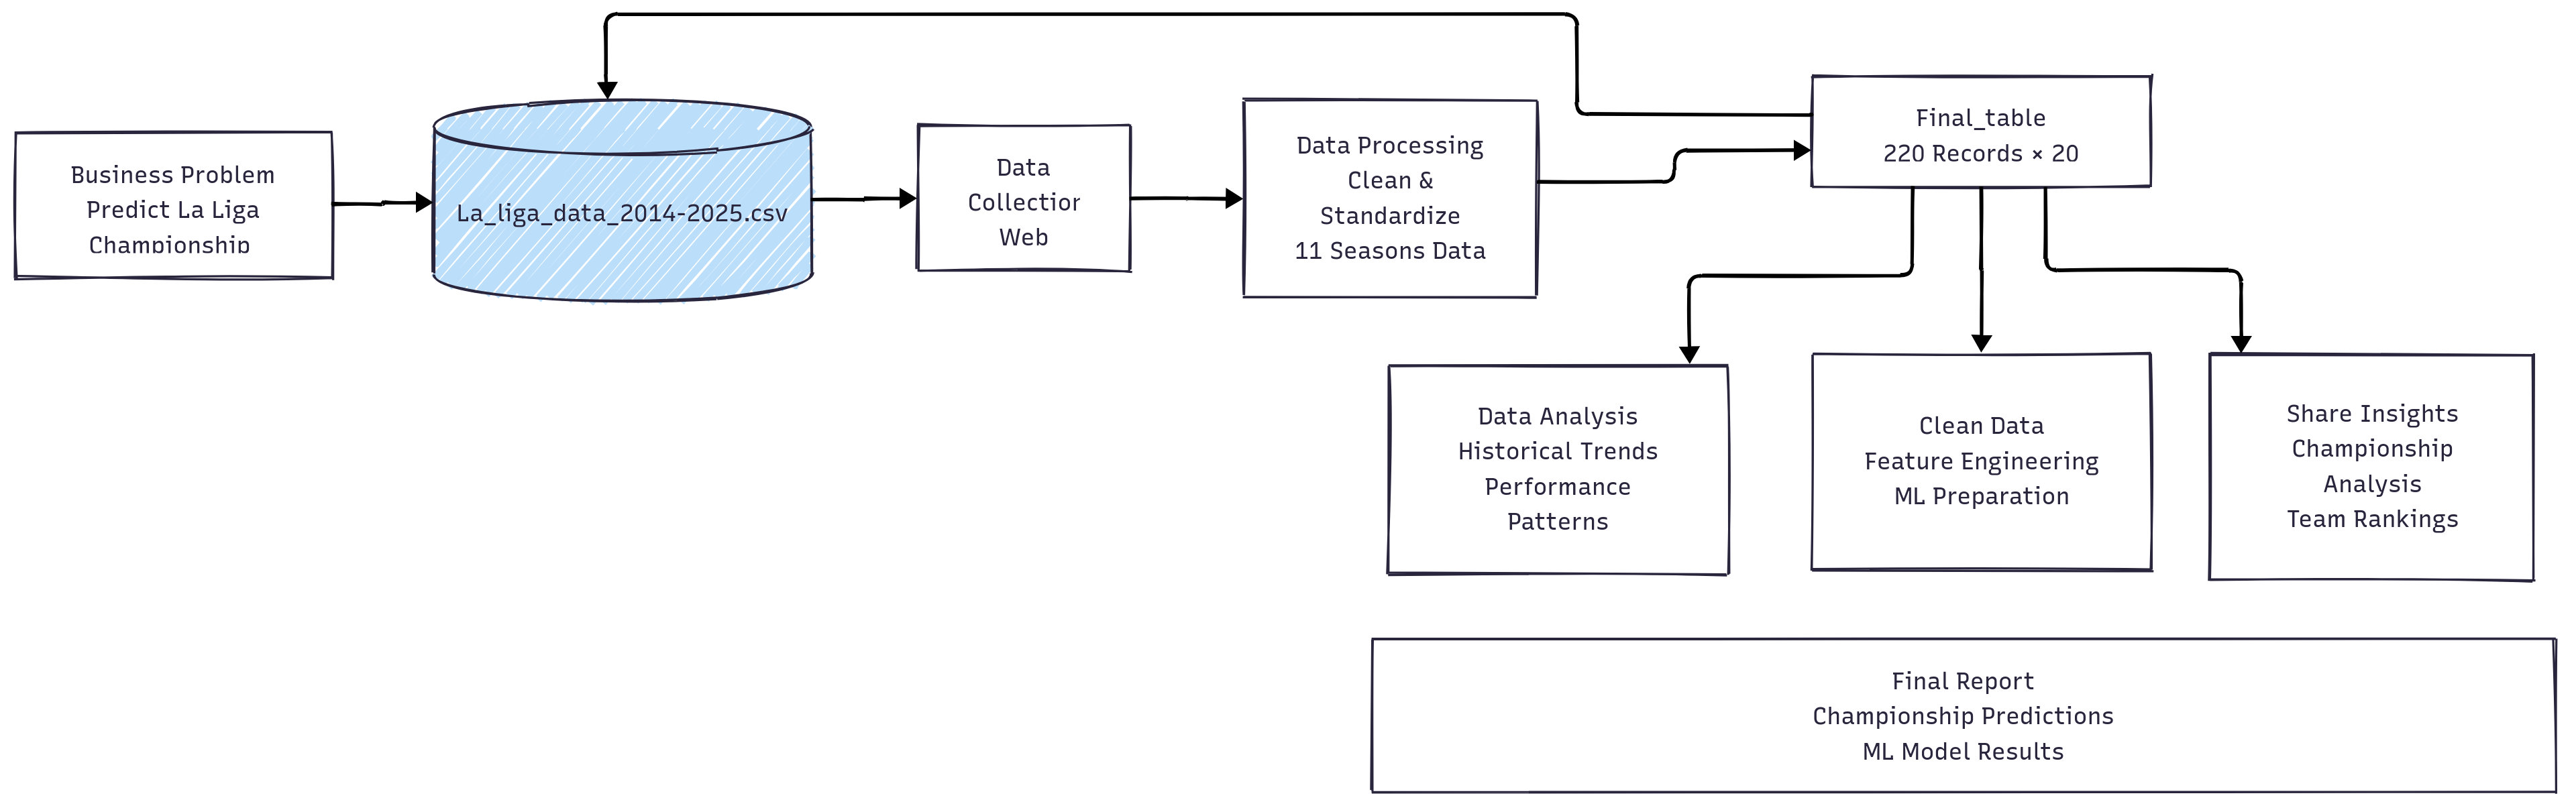 Business Problem
Predict La Liga
Championship
La_liga_data_2014-2025.csv
Data
Collection
Web
Data Processing
Clean &
Standardize
11 Seasons Data
Final_table
220 Records × 20
Data Analysis
Historical Trends
Performance
Patterns
Clean Data
Feature Engineering
ML Preparation
Share Insights
Championship
Analysis
Team Rankings
Final Report
Championship Predictions
ML Model Results